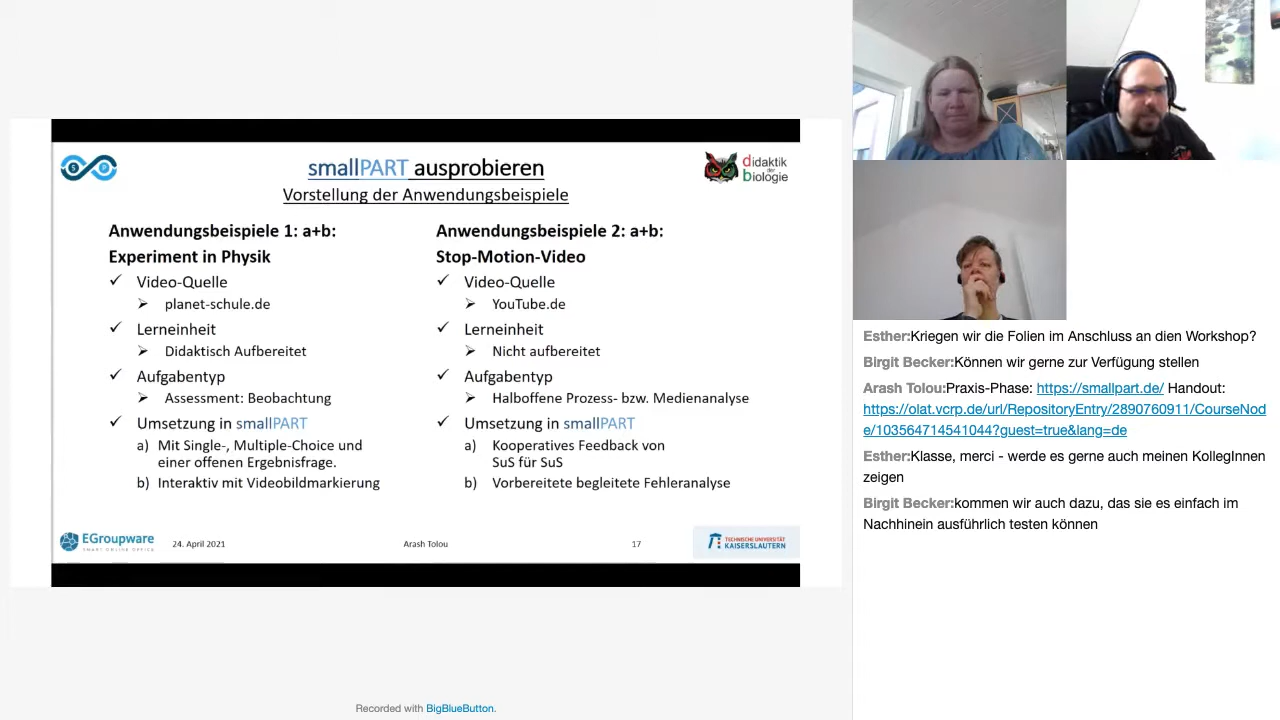 smallPART ausprobieren
Vorstellung der Anwendungsbeispiele
didaktik
der
biologie
Anwendungsbeispiele 1: a+b:
Experiment in Physik
Video-Quelle
planet-schule.de
Lerneinheit
Didaktisch Aufbereitet
Aufgabentyp
Assessment: Beobachtung
Umsetzung in smallPART
a) Mit Single-, Multiple-Choice und
einer offenen Ergebnisfrage.
b) Interaktiv mit Videobildmarkierung
Anwendungsbeispiele 2: a+b:
Stop-Motion-Video
Video-Quelle
YouTube.de
Lerneinheit
Nicht aufbereitet
Aufgabentyp
Halboffene Prozess- bzw. Medienanalyse
Umsetzung in smallPART
a) Kooperatives Feedback von
SuS für SuS
b) Vorbereitete begleitete Fehleranalyse
EGroupware
SMART ONLINE OFFICE
24. April 2021
Arash Tolou
17
TECHNISCHE UNIVERSITÄT
KAISERSLAUTERN
Esther:Kriegen wir die Folien im Anschluss an dien Workshop?
Birgit Becker:Können wir gerne zur Verfügung stellen
Arash Tolou:Praxis-Phase: https://smallpart.de/ Handout:
https://olat.vcrp.de/url/RepositoryEntry/2890760911/CourseNod
e/103564714541044?guest=true&lang=de
Esther:Klasse, merci - werde es gerne auch meinen KollegInnen
zeigen
Birgit Becker:kommen wir auch dazu, das sie es einfach im
Nachhinein ausführlich testen können
Recorded with BigBlueButton.